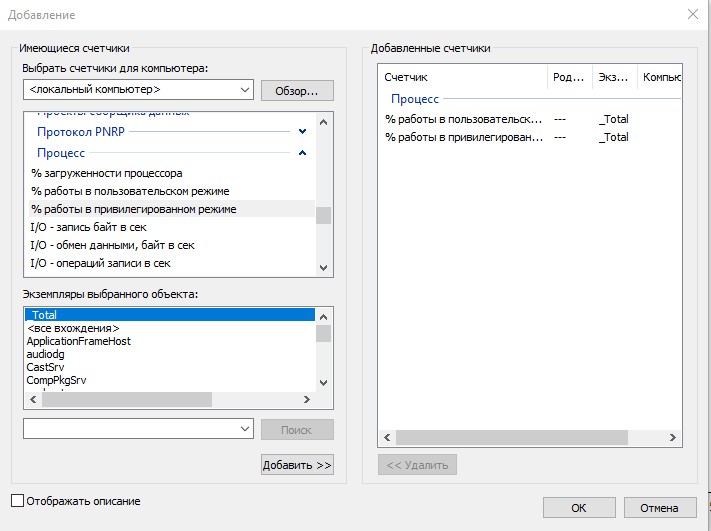 Добавление
Имеющиеся счетчики
Выбрать счетчики для компьютера:
<локальный компьютер>
Обзор...
Проекты сборщика данных
Протокол PNRP
Процесс
% загруженности процессора
% работы в пользовательском режиме
% работы в привилегированном режиме
I/O - запись байт в сек
I/O - обмен данными, байт в сек
I/O - операций записи в сек
Экземпляры выбранного объекта:
_Total
<все вхождения>
ApplicationFrameHost
audiodg
CastSrv
CompPkgSrv
Поиск
Добавить >>
Добавленные счетчики
Счетчик Род... Экз... Компью
Процесс
% работы в пользовательск... --- _Total
% работы в привилегирован... --- _Total
<< Удалить
Отображать описание
ОК
Отмена